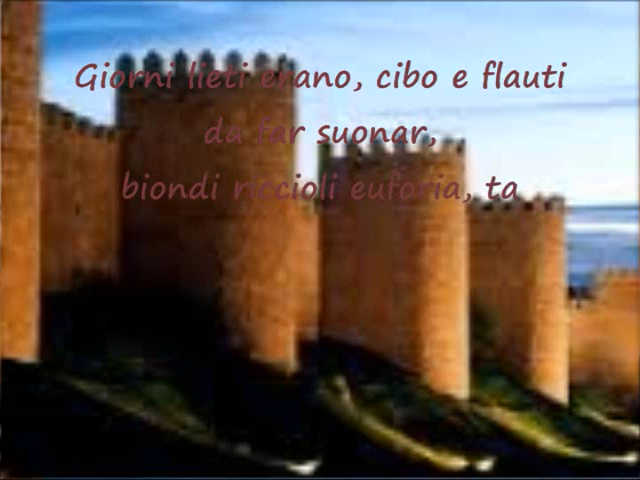 Giorni lieti erano, cibo e flauti
da far suonar,
biondi riccioli euforia, ta